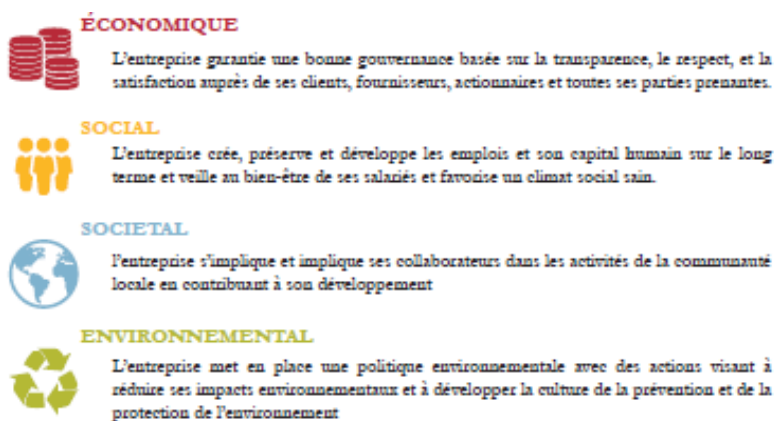 ÉCONOMIQUE
L'entreprise garantie une bonne gouvernance basée sur la transparence, le respect, et la
satisfaction auprès de ses clients, fournisseurs, actionnaires et toutes ses parties prenantes.
SOCIAL
L'entreprise crée, préserve et développe les emplois et son capital humain sur le long
terme et veille au bien-être de ses salariés et favorise un climat social sain.
SOCIETAL
l'entreprise s'implique et implique ses collaborateurs dans les activités de la communauté
locale en contribuant à son développement
ENVIRONNEMENTAL
L'entreprise met en place une politique environnementale avec des actions visant à
réduire ses impacts environnementaux et à développer la culture de la prévention et de la
protection de l'environnement